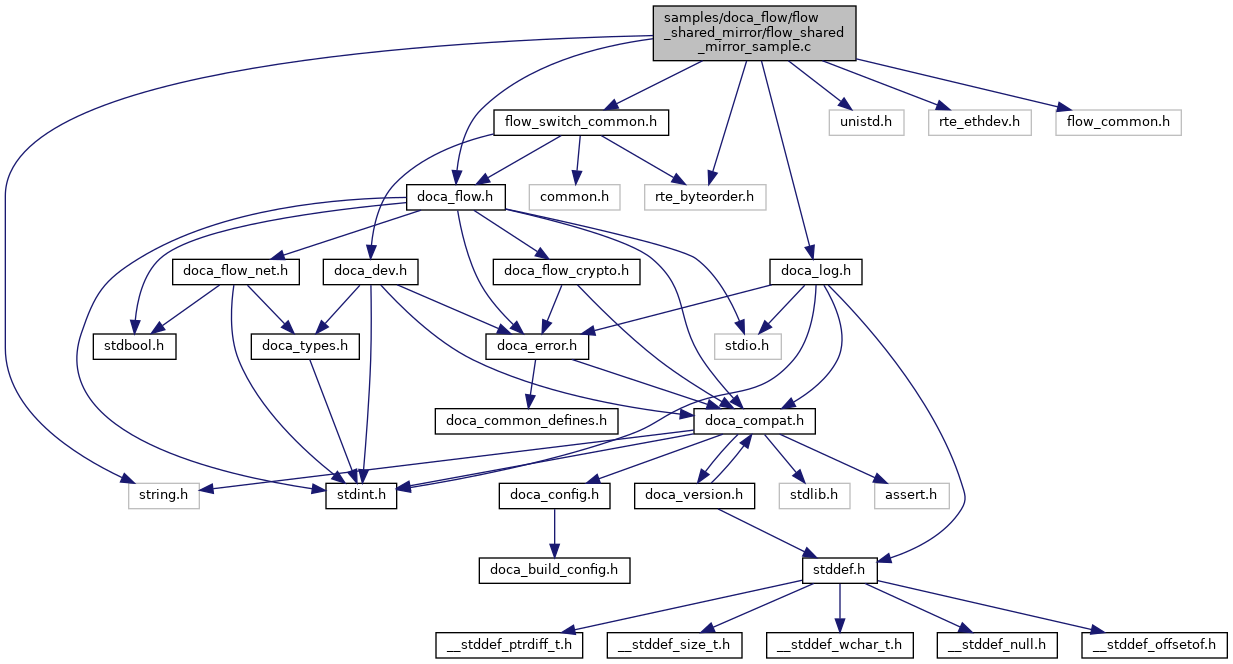 samples/doca_flow/flow
_shared_mirror/flow_shared
_mirror_sample.c
flow_switch_common.h
unistd.h
rte_ethdev.h
flow_common.h
doca_flow.h
common.h
rte_byteorder.h
doca_flow_net.h
doca_dev.h
doca_flow_crypto.h
doca_log.h
stdbool.h
doca_types.h
doca_error.h
stdio.h
doca_common_defines.h
doca_compat.h
string.h
stdint.h
doca_config.h
doca_version.h
stdlib.h
assert.h
doca_build_config.h
stddef.h
__stddef_ptrdiff_t.h
__stddef_size_t.h
__stddef_wchar_t.h
__stddef_null.h
__stddef_offsetof.h